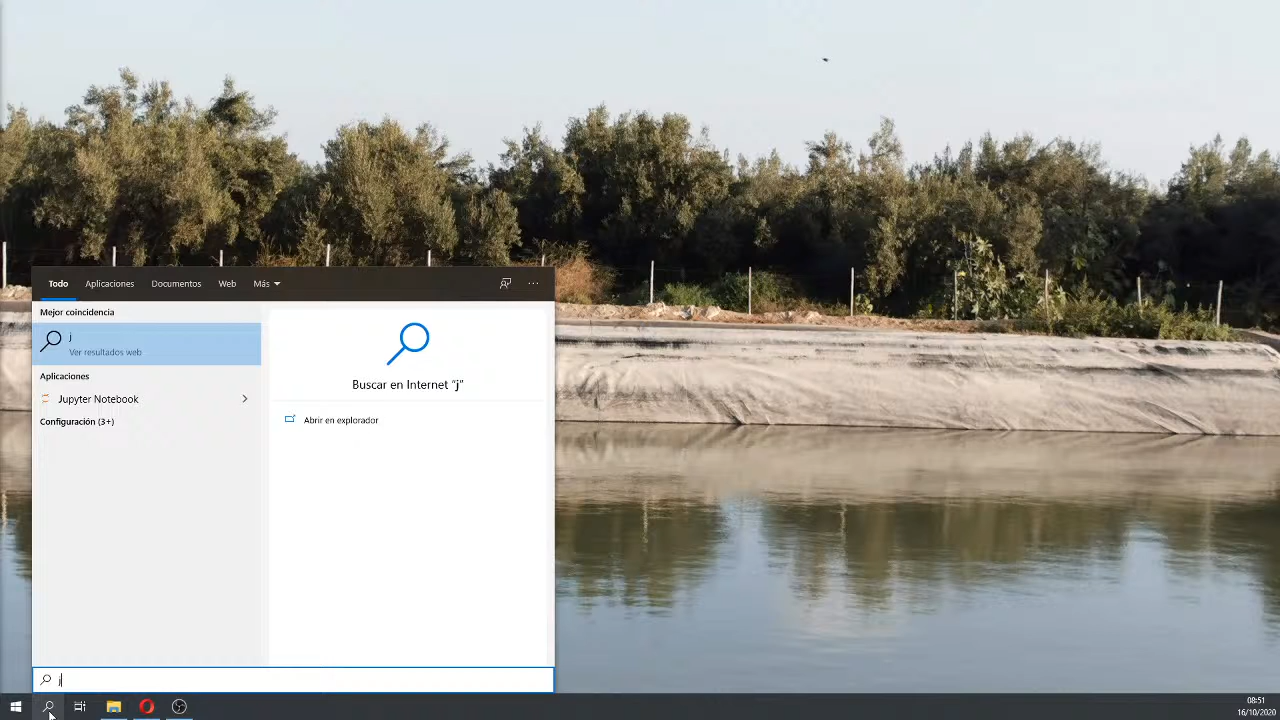 Todo Aplicaciones Documentos Web Más
Mejor coincidencia
j
Ver resultados web
Aplicaciones
Jupyter Notebook
Configuración (3+)
Buscar en Internet "j"
Abrir en explorador
j
08:51
16/10/2020